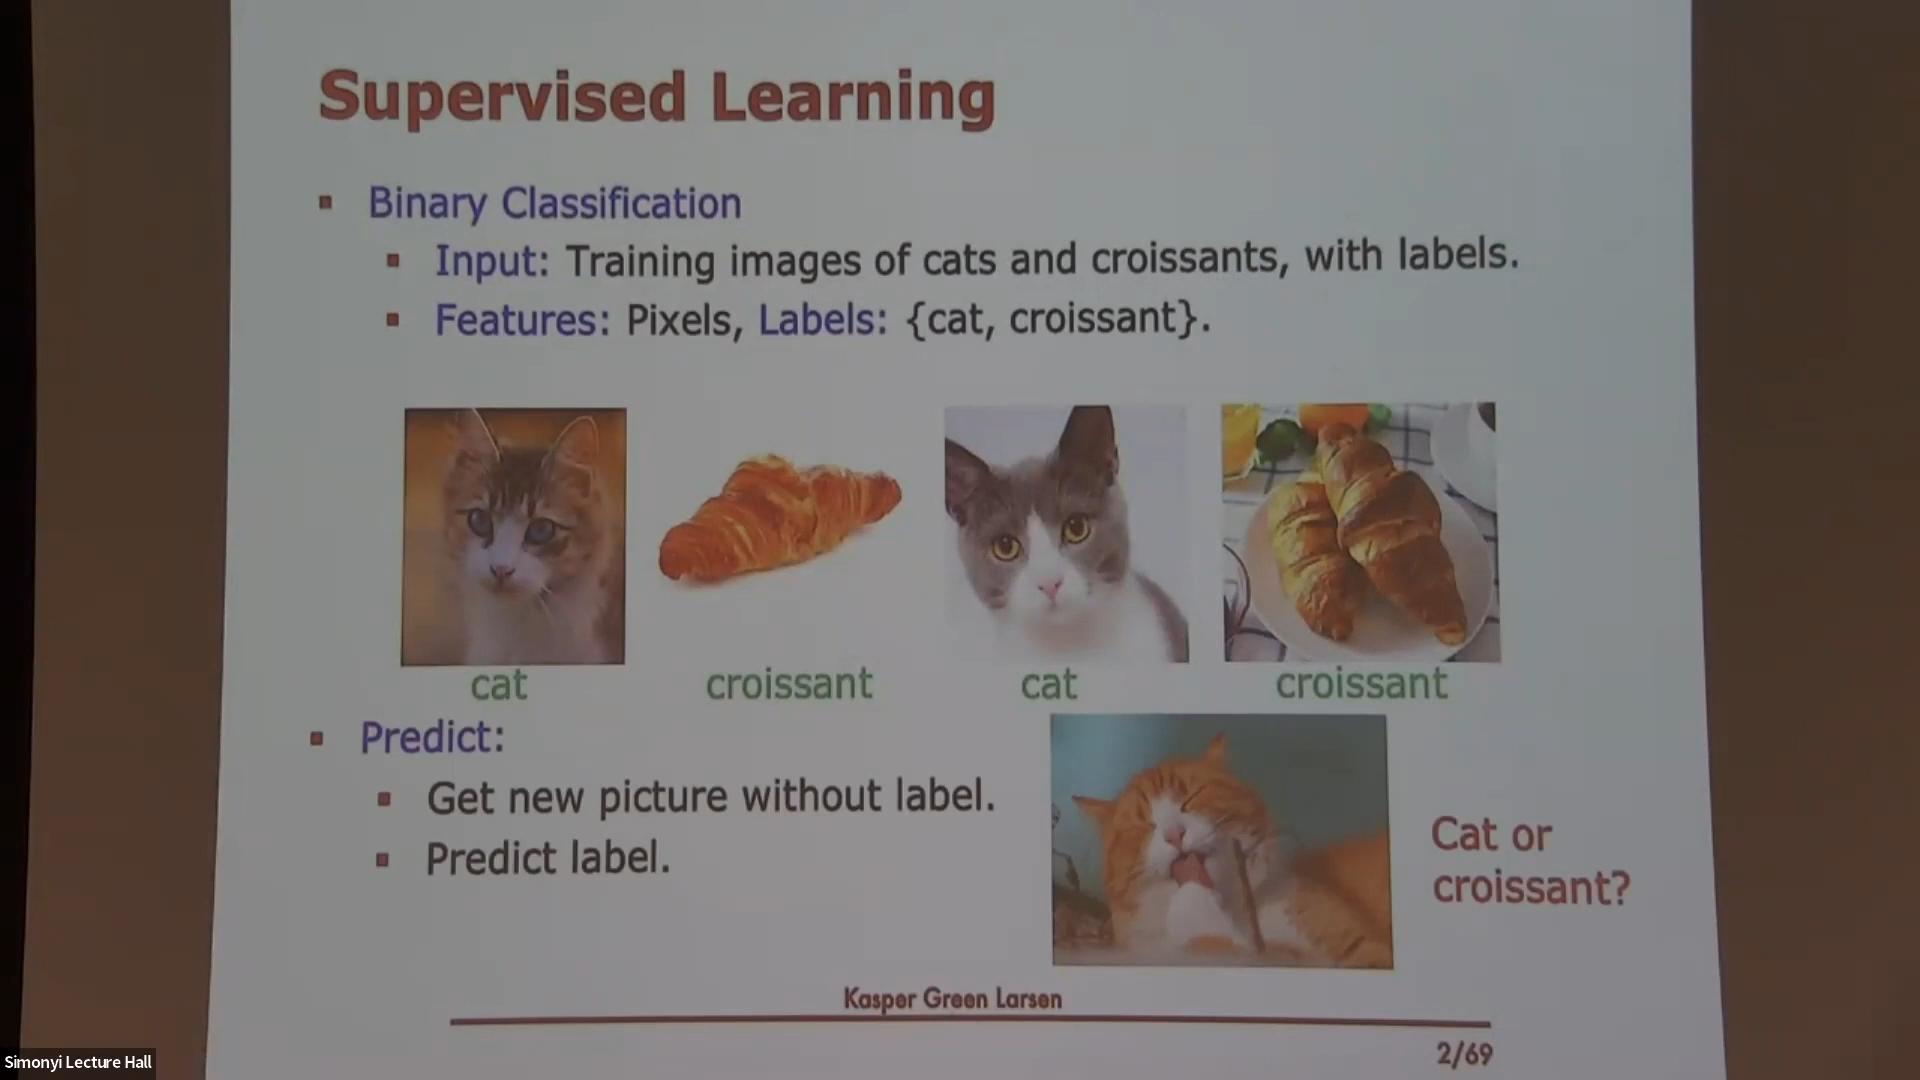 Supervised Learning
Binary Classification
Input: Training images of cats and croissants, with labels.
Features: Pixels, Labels: {cat, croissant}.
cat croissant cat croissant
Predict:
Get new picture without label.
Predict label.
Cat or
croissant?
Kasper Green Larsen
2/69
Simonyi Lecture Hall